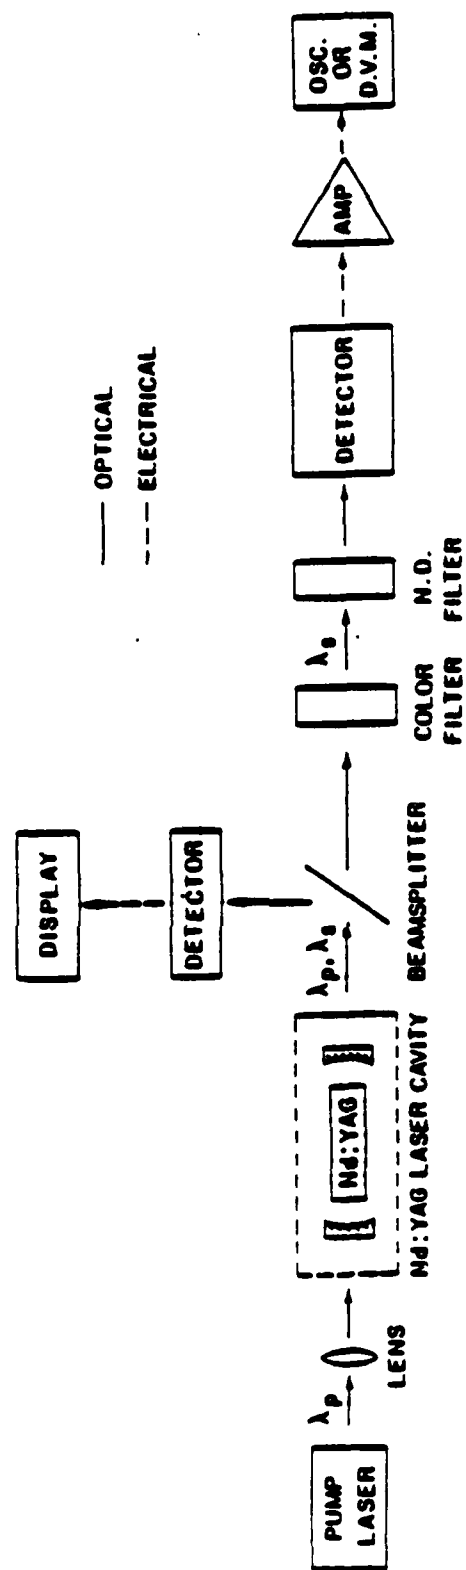 — OPTICAL
--- ELECTRICAL
DISPLAY
DETECTOR
PUMP
LASER
λp
LENS
Nd:YAG
Nd:YAG LASER CAVITY
λp, λs
BEAMSPLITTER
COLOR
FILTER
λs
N.D.
FILTER
DETECTOR
AMP
OSC.
OR
D.V.M.